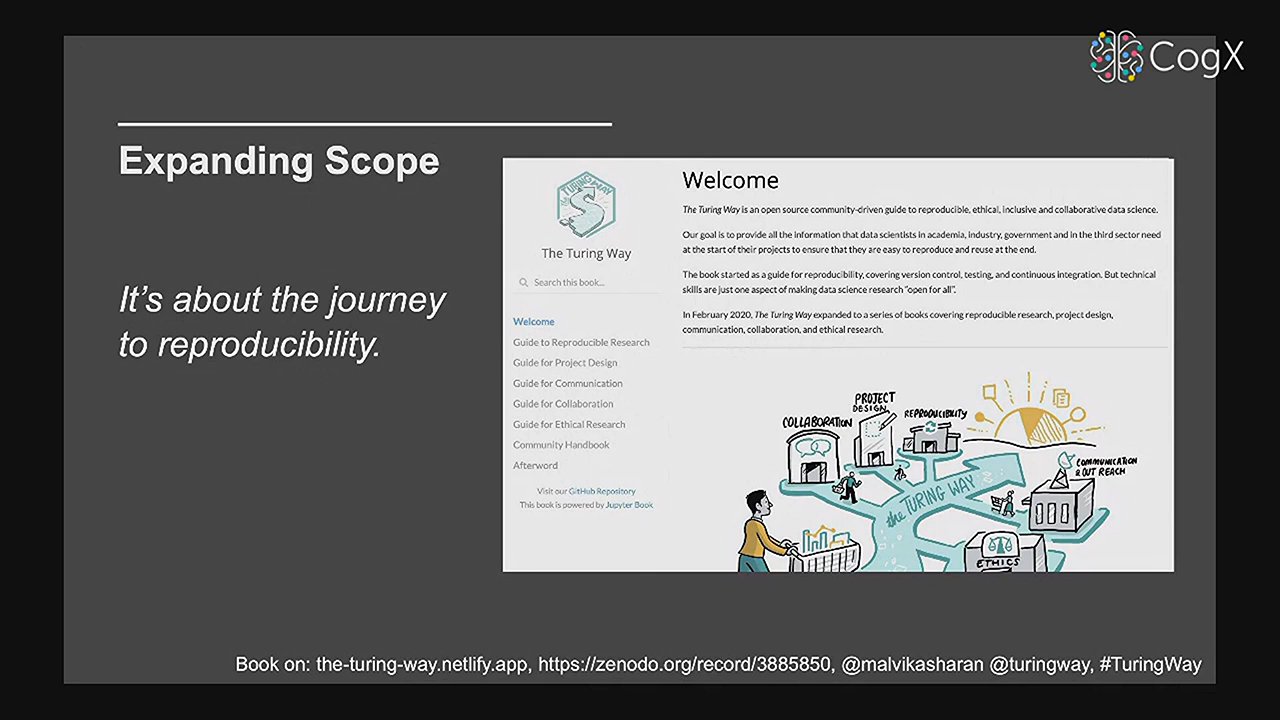 CogX
Expanding Scope
It's about the journey
to reproducibility.
THE TURING WAY
The Turing Way
Search this book...
Welcome
Guide to Reproducible Research
Guide for Project Design
Guide for Communication
Guide for Collaboration
Guide for Ethical Research
Community Handbook
Afterword
Visit our GitHub Repository
This book is powered by Jupyter Book
Welcome
The Turing Way is an open source community-driven guide to reproducible, ethical, inclusive and collaborative data science.
Our goal is to provide all the information that data scientists in academia, industry, government and in the third sector need
at the start of their projects to ensure that they are easy to reproduce and reuse at the end.
The book started as a guide for reproducibility, covering version control, testing, and continuous integration. But technical
skills are just one aspect of making data science research "open for all".
In February 2020, The Turing Way expanded to a series of books covering reproducible research, project design,
communication, collaboration, and ethical research.
COLLABORATION
PROJECT
DESIGN
REPRODUCIBILITY
COMMUNICATION
& OUT REACH
the TURING WAY
ETHICS
Book on: the-turing-way.netlify.app, https://zenodo.org/record/3885850, @malvikasharan @turingway, #TuringWay